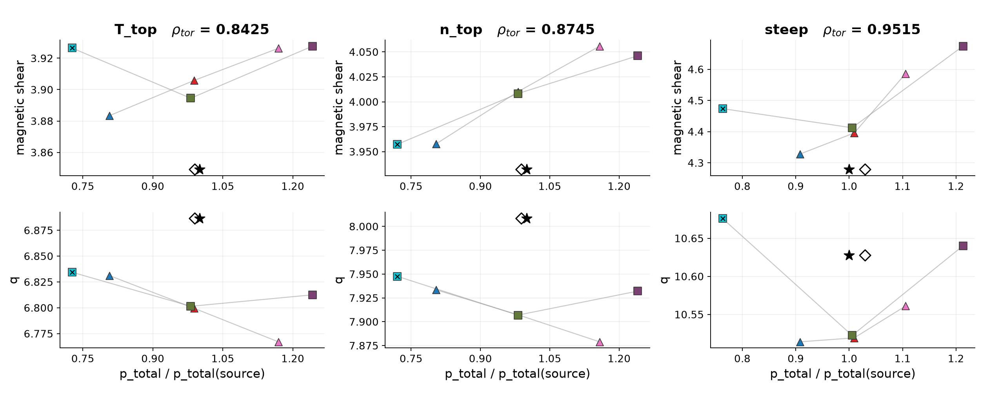 T_top ρtor = 0.8425
n_top ρtor = 0.8745
steep ρtor = 0.9515
magnetic shear
3.92
3.90
3.88
3.86
0.75 0.90 1.05 1.20
magnetic shear
4.050
4.025
4.000
3.975
3.950
0.75 0.90 1.05 1.20
magnetic shear
4.6
4.5
4.4
4.3
0.8 0.9 1.0 1.1 1.2
q
6.875
6.850
6.825
6.800
6.775
0.75 0.90 1.05 1.20
p_total / p_total(source)
q
8.000
7.975
7.950
7.925
7.900
7.875
0.75 0.90 1.05 1.20
p_total / p_total(source)
q
10.65
10.60
10.55
0.8 0.9 1.0 1.1 1.2
p_total / p_total(source)